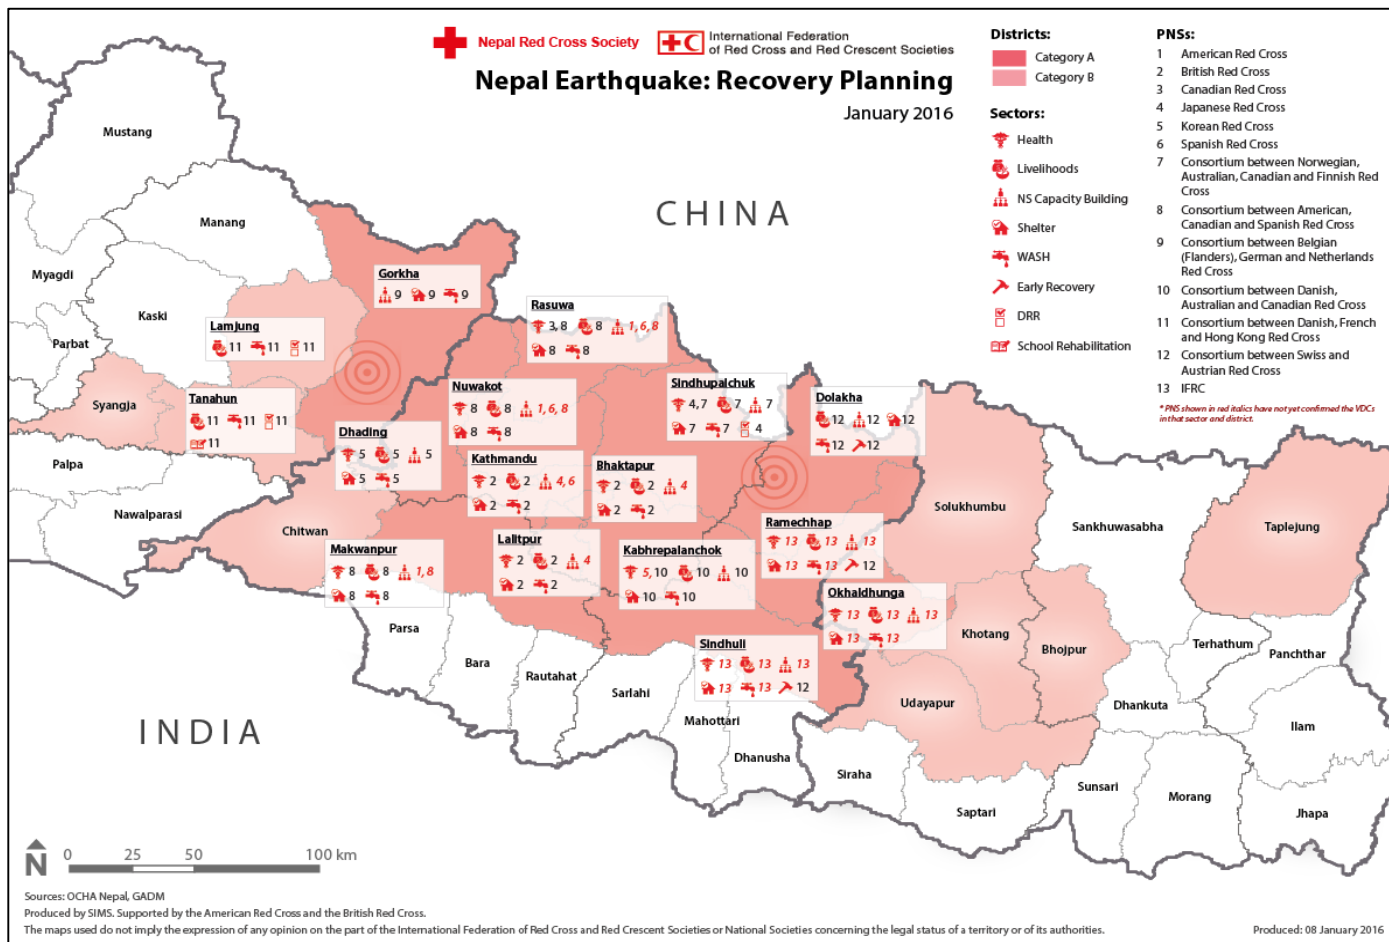 Nepal Red Cross Society
International Federation
of Red Cross and Red Crescent Societies
Nepal Earthquake: Recovery Planning
January 2016
Districts:
Category A
Category B
Sectors:
Health
Livelihoods
NS Capacity Building
Shelter
WASH
Early Recovery
DRR
School Rehabilitation
PNSs:
1 American Red Cross
2 British Red Cross
3 Canadian Red Cross
4 Japanese Red Cross
5 Korean Red Cross
6 Spanish Red Cross
7 Consortium between Norwegian,
Australian, Canadian and Finnish Red
Cross
8 Consortium between American,
Canadian and Spanish Red Cross
9 Consortium between Belgian
(Flanders), German and Netherlands
Red Cross
10 Consortium between Danish,
Australian and Canadian Red Cross
11 Consortium between Danish, French
and Hong Kong Red Cross
12 Consortium between Swiss and
Austrian Red Cross
13 IFRC
* PNS shown in red italics have not yet confirmed the VDCs
in that sector and district.
CHINA
INDIA
Mustang
Manang
Myagdi
Kaski
Parbat
Syangja
Palpa
Nawalparasi
Chitwan
Parsa
Bara
Rautahat
Sarlahi
Mahottari
Dhanusha
Siraha
Saptari
Udayapur
Khotang
Bhojpur
Solukhumbu
Sankhuwasabha
Taplejung
Terhathum
Panchthar
Dhankuta
Ilam
Sunsari
Morang
Jhapa
Gorkha
9 9 9
Lamjung
11 11 11
Tanahun
11 11 11
11
Rasuwa
3, 8 8 1, 6, 8
8 8
Nuwakot
8 8 1, 6, 8
8 8
Dhading
5 5 5
5 5
Kathmandu
2 2 4, 6
2 2
Bhaktapur
2 2 4
2 2
Sindhupalchuk
4, 7 7 7
7 7 4
Dolakha
12 12 12
12 12
Makwanpur
8 8 1, 8
8 8
Lalitpur
2 2 4
2 2
Kabhrepalanchok
5, 10 10 10
10 10
Ramechhap
13 13 13
13 13 12
Okhaldhunga
13 13 13
13 13
Sindhuli
13 13 13
13 13 12
N
0 25 50 100 km
Sources: OCHA Nepal, GADM
Produced by SIMS. Supported by the American Red Cross and the British Red Cross.
The maps used do not imply the expression of any opinion on the part of the International Federation of Red Cross and Red Crescent Societies or National Societies concerning the legal status of a territory or of its authorities.
Produced: 08 January 2016